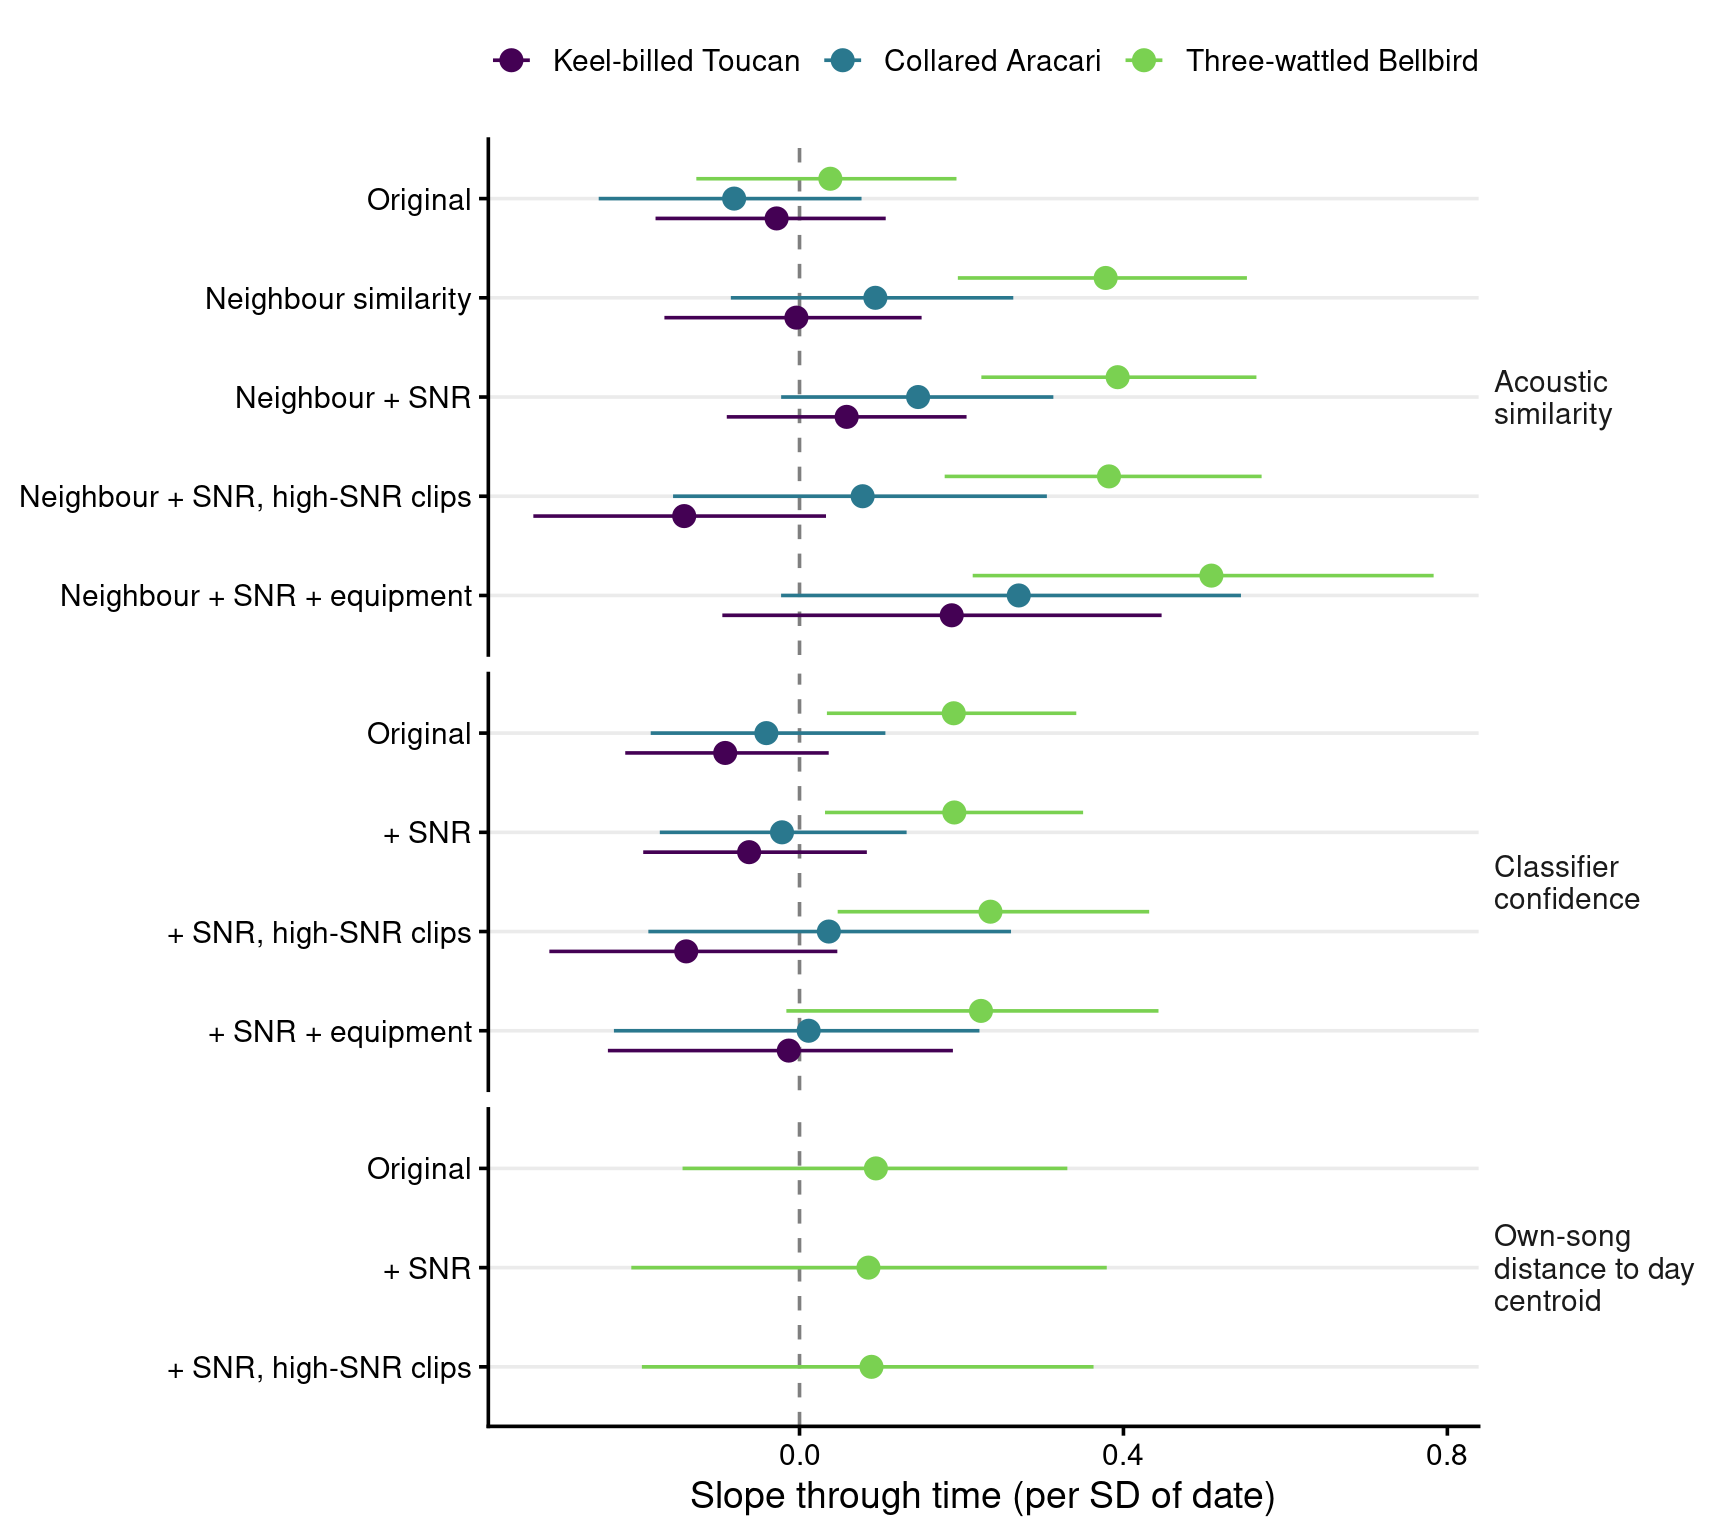 Keel-billed Toucan Collared Aracari Three-wattled Bellbird
Original
Neighbour similarity
Neighbour + SNR
Neighbour + SNR, high-SNR clips
Neighbour + SNR + equipment
Acoustic
similarity
Original
+ SNR
+ SNR, high-SNR clips
+ SNR + equipment
Classifier
confidence
Original
+ SNR
+ SNR, high-SNR clips
Own-song
distance to day
centroid
0.0 0.4 0.8
Slope through time (per SD of date)